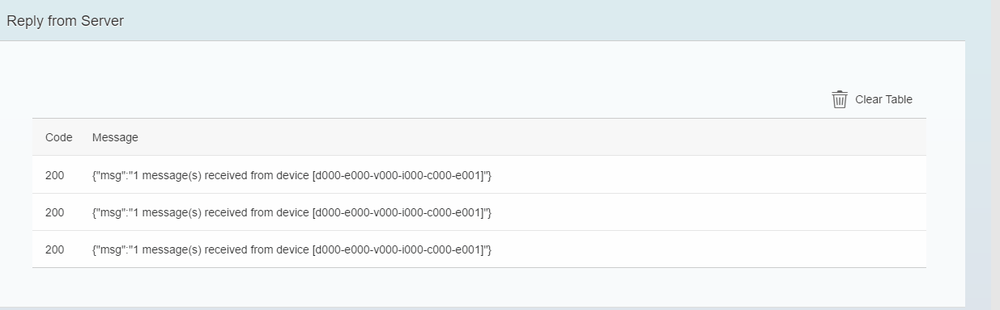 Reply from Server
Clear Table
Code Message
200 {"msg":"1 message(s) received from device [d000-e000-v000-i000-c000-e001]"}
200 {"msg":"1 message(s) received from device [d000-e000-v000-i000-c000-e001]"}
200 {"msg":"1 message(s) received from device [d000-e000-v000-i000-c000-e001]"}